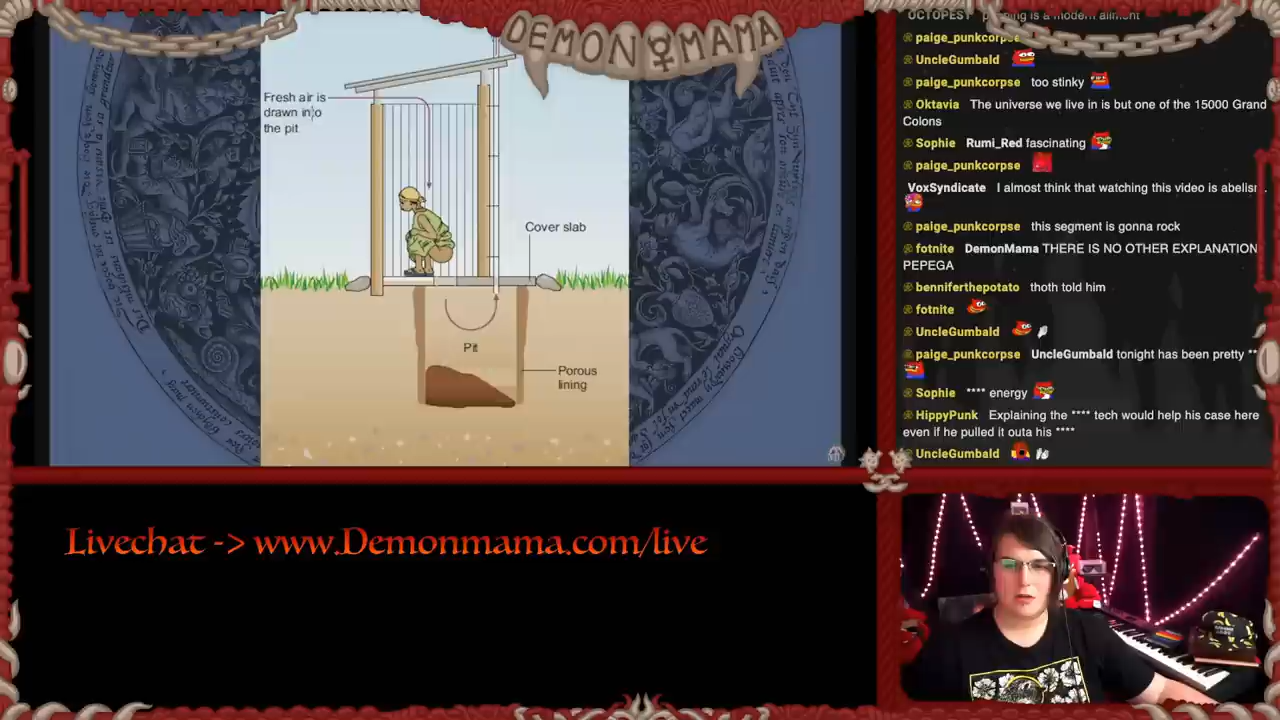 DEMON MAMA
Fresh air is
drawn into
the pit
Cover slab
Pit
Porous
lining
OCTOPEST is a modern ailment
paige_punkcorpse
UncleGumbald
paige_punkcorpse too stinky
Oktavia The universe we live in is but one of the 15000 Grand
Colons
Sophie Rumi_Red fascinating
paige_punkcorpse
VoxSyndicate I almost think that watching this video is abelism.
paige_punkcorpse this segment is gonna rock
fotnite DemonMama THERE IS NO OTHER EXPLANATION
PEPEGA
benniferthepotato thoth told him
fotnite
UncleGumbald
paige_punkcorpse UncleGumbald tonight has been pretty **
Sophie **** energy
HippyPunk Explaining the **** tech would help his case here
even if he pulled it outa his ****
UncleGumbald
Livechat -> www.Demonmama.com/live